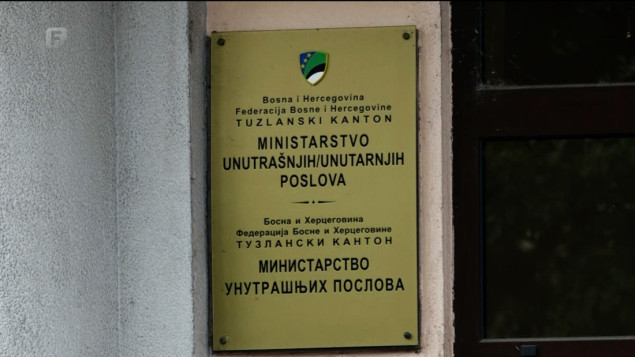 F
Bosna i Hercegovina
Federacija Bosne i Hercegovine
TUZLANSKI KANTON
MINISTARSTVO
UNUTRAŠNJIH/UNUTARNJIH
POSLOVA
Босна и Херцеговина
Федерација Босне и Херцеговине
ТУЗЛАНСКИ КАНТОН
МИНИСТАРСТВО
УНУТРАШЊИХ ПОСЛОВА